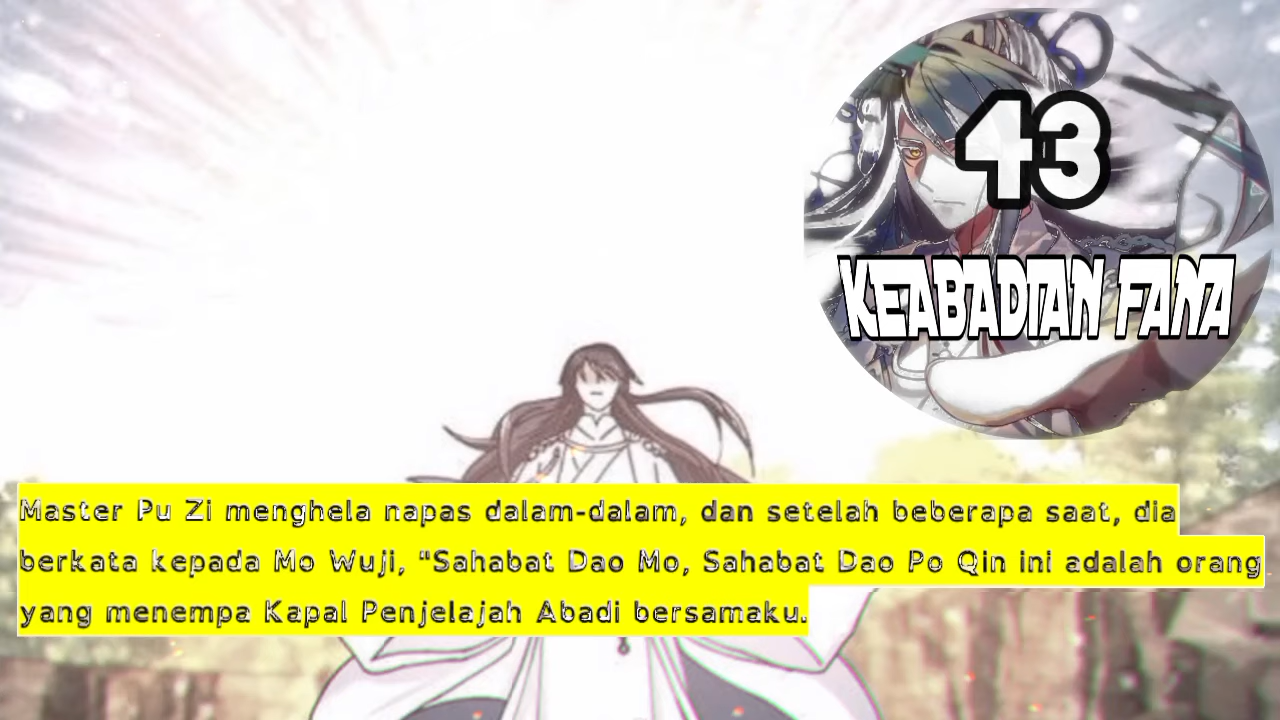 43
KEABADIAN FANA
Master Pu Zi menghela napas dalam-dalam, dan setelah beberapa saat, dia
berkata kepada Mo Wuji, "Sahabat Dao Mo, Sahabat Dao Po Qin ini adalah orang
yang menempa Kapal Penjelajah Abadi bersamaku.